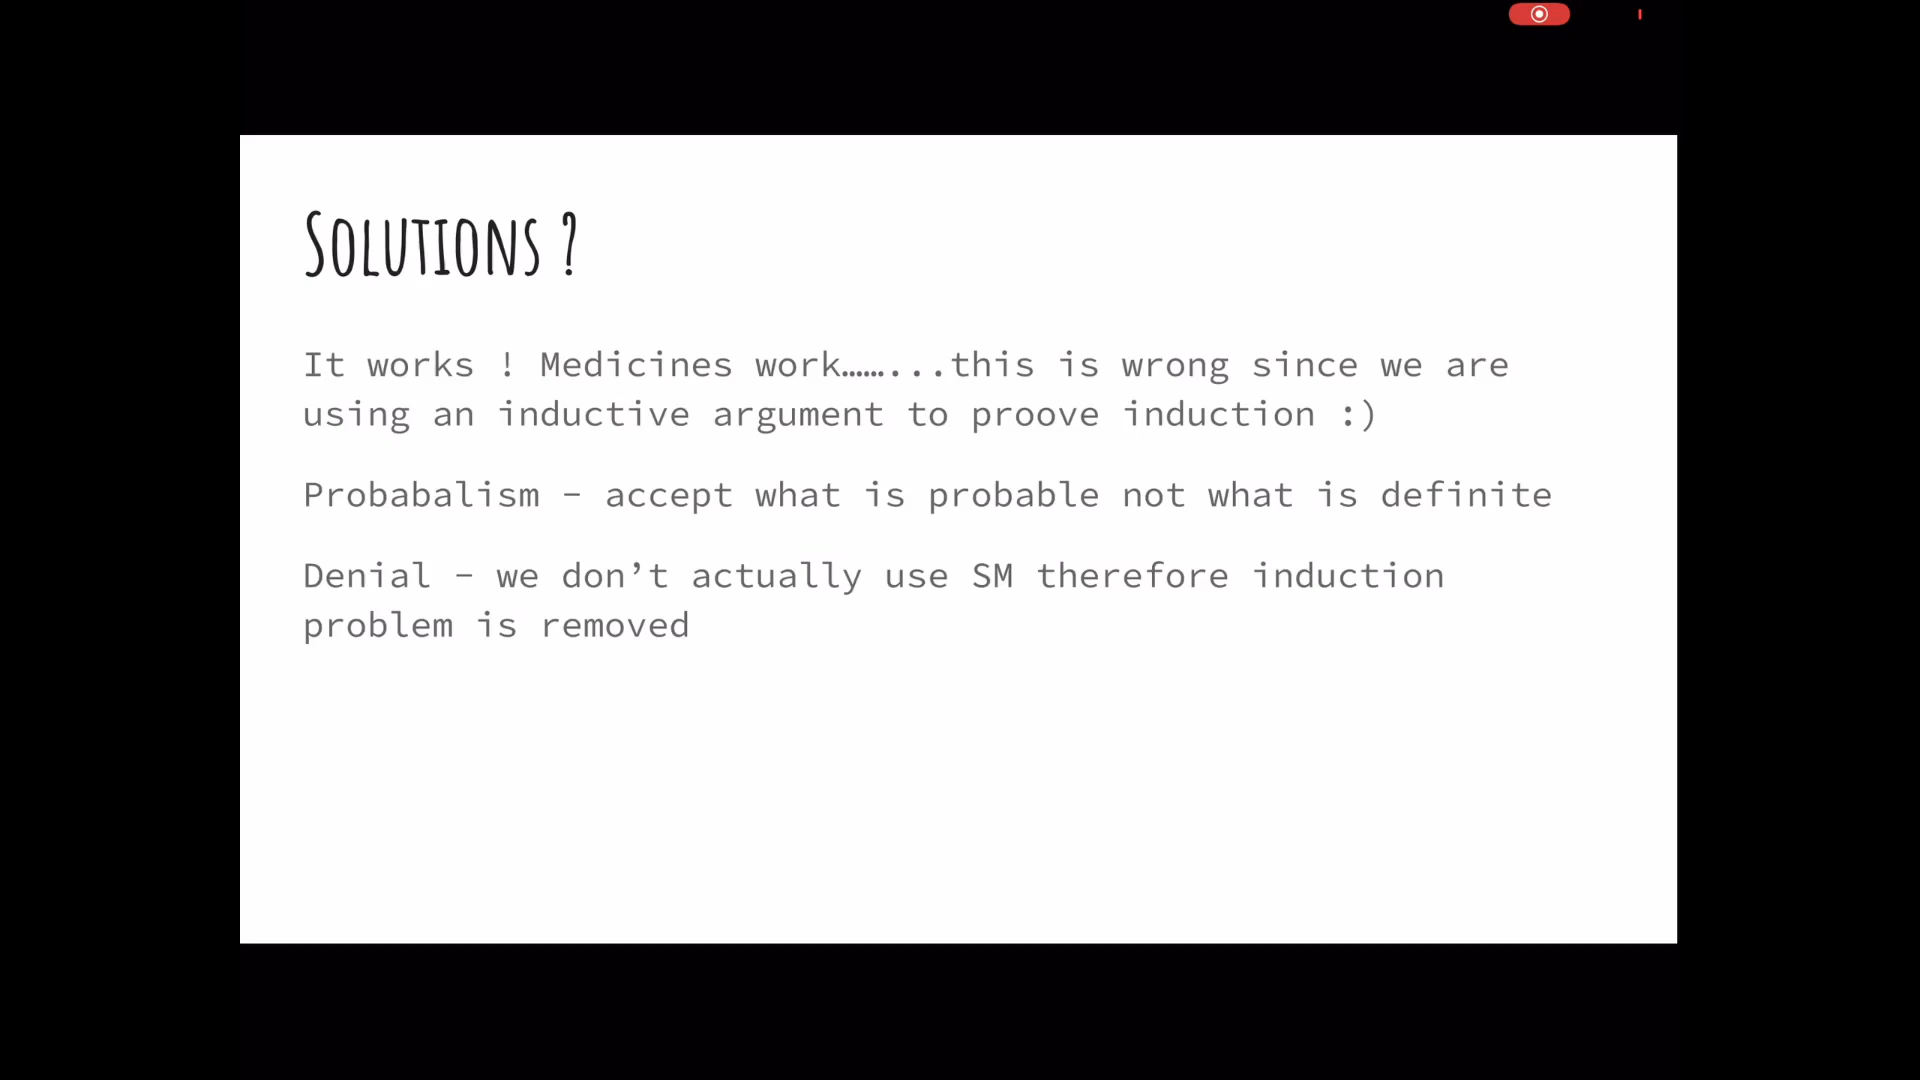 Solutions ?
It works ! Medicines work……...this is wrong since we are
using an inductive argument to proove induction :)
Probabalism - accept what is probable not what is definite
Denial - we don’t actually use SM therefore induction
problem is removed